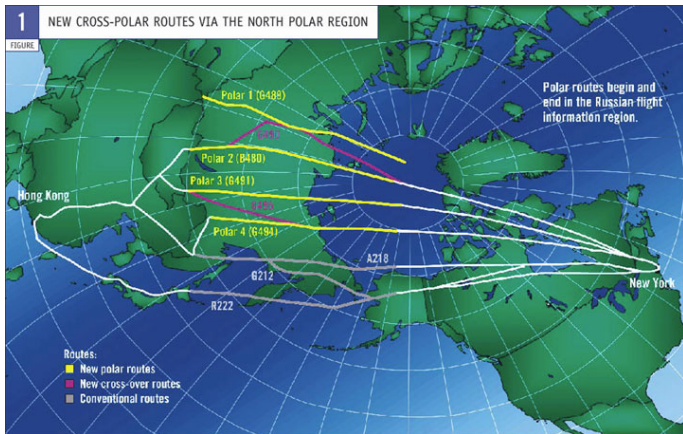 1
FIGURE
NEW CROSS-POLAR ROUTES VIA THE NORTH POLAR REGION
Polar routes begin and
end in the Russian flight
information region.
Polar 1 (G488)
Polar 2 (B480)
Polar 3 (G491)
Polar 4 (G494)
Hong Kong
A218
G212
R222
New York
Routes:
New polar routes
New cross-over routes
Conventional routes